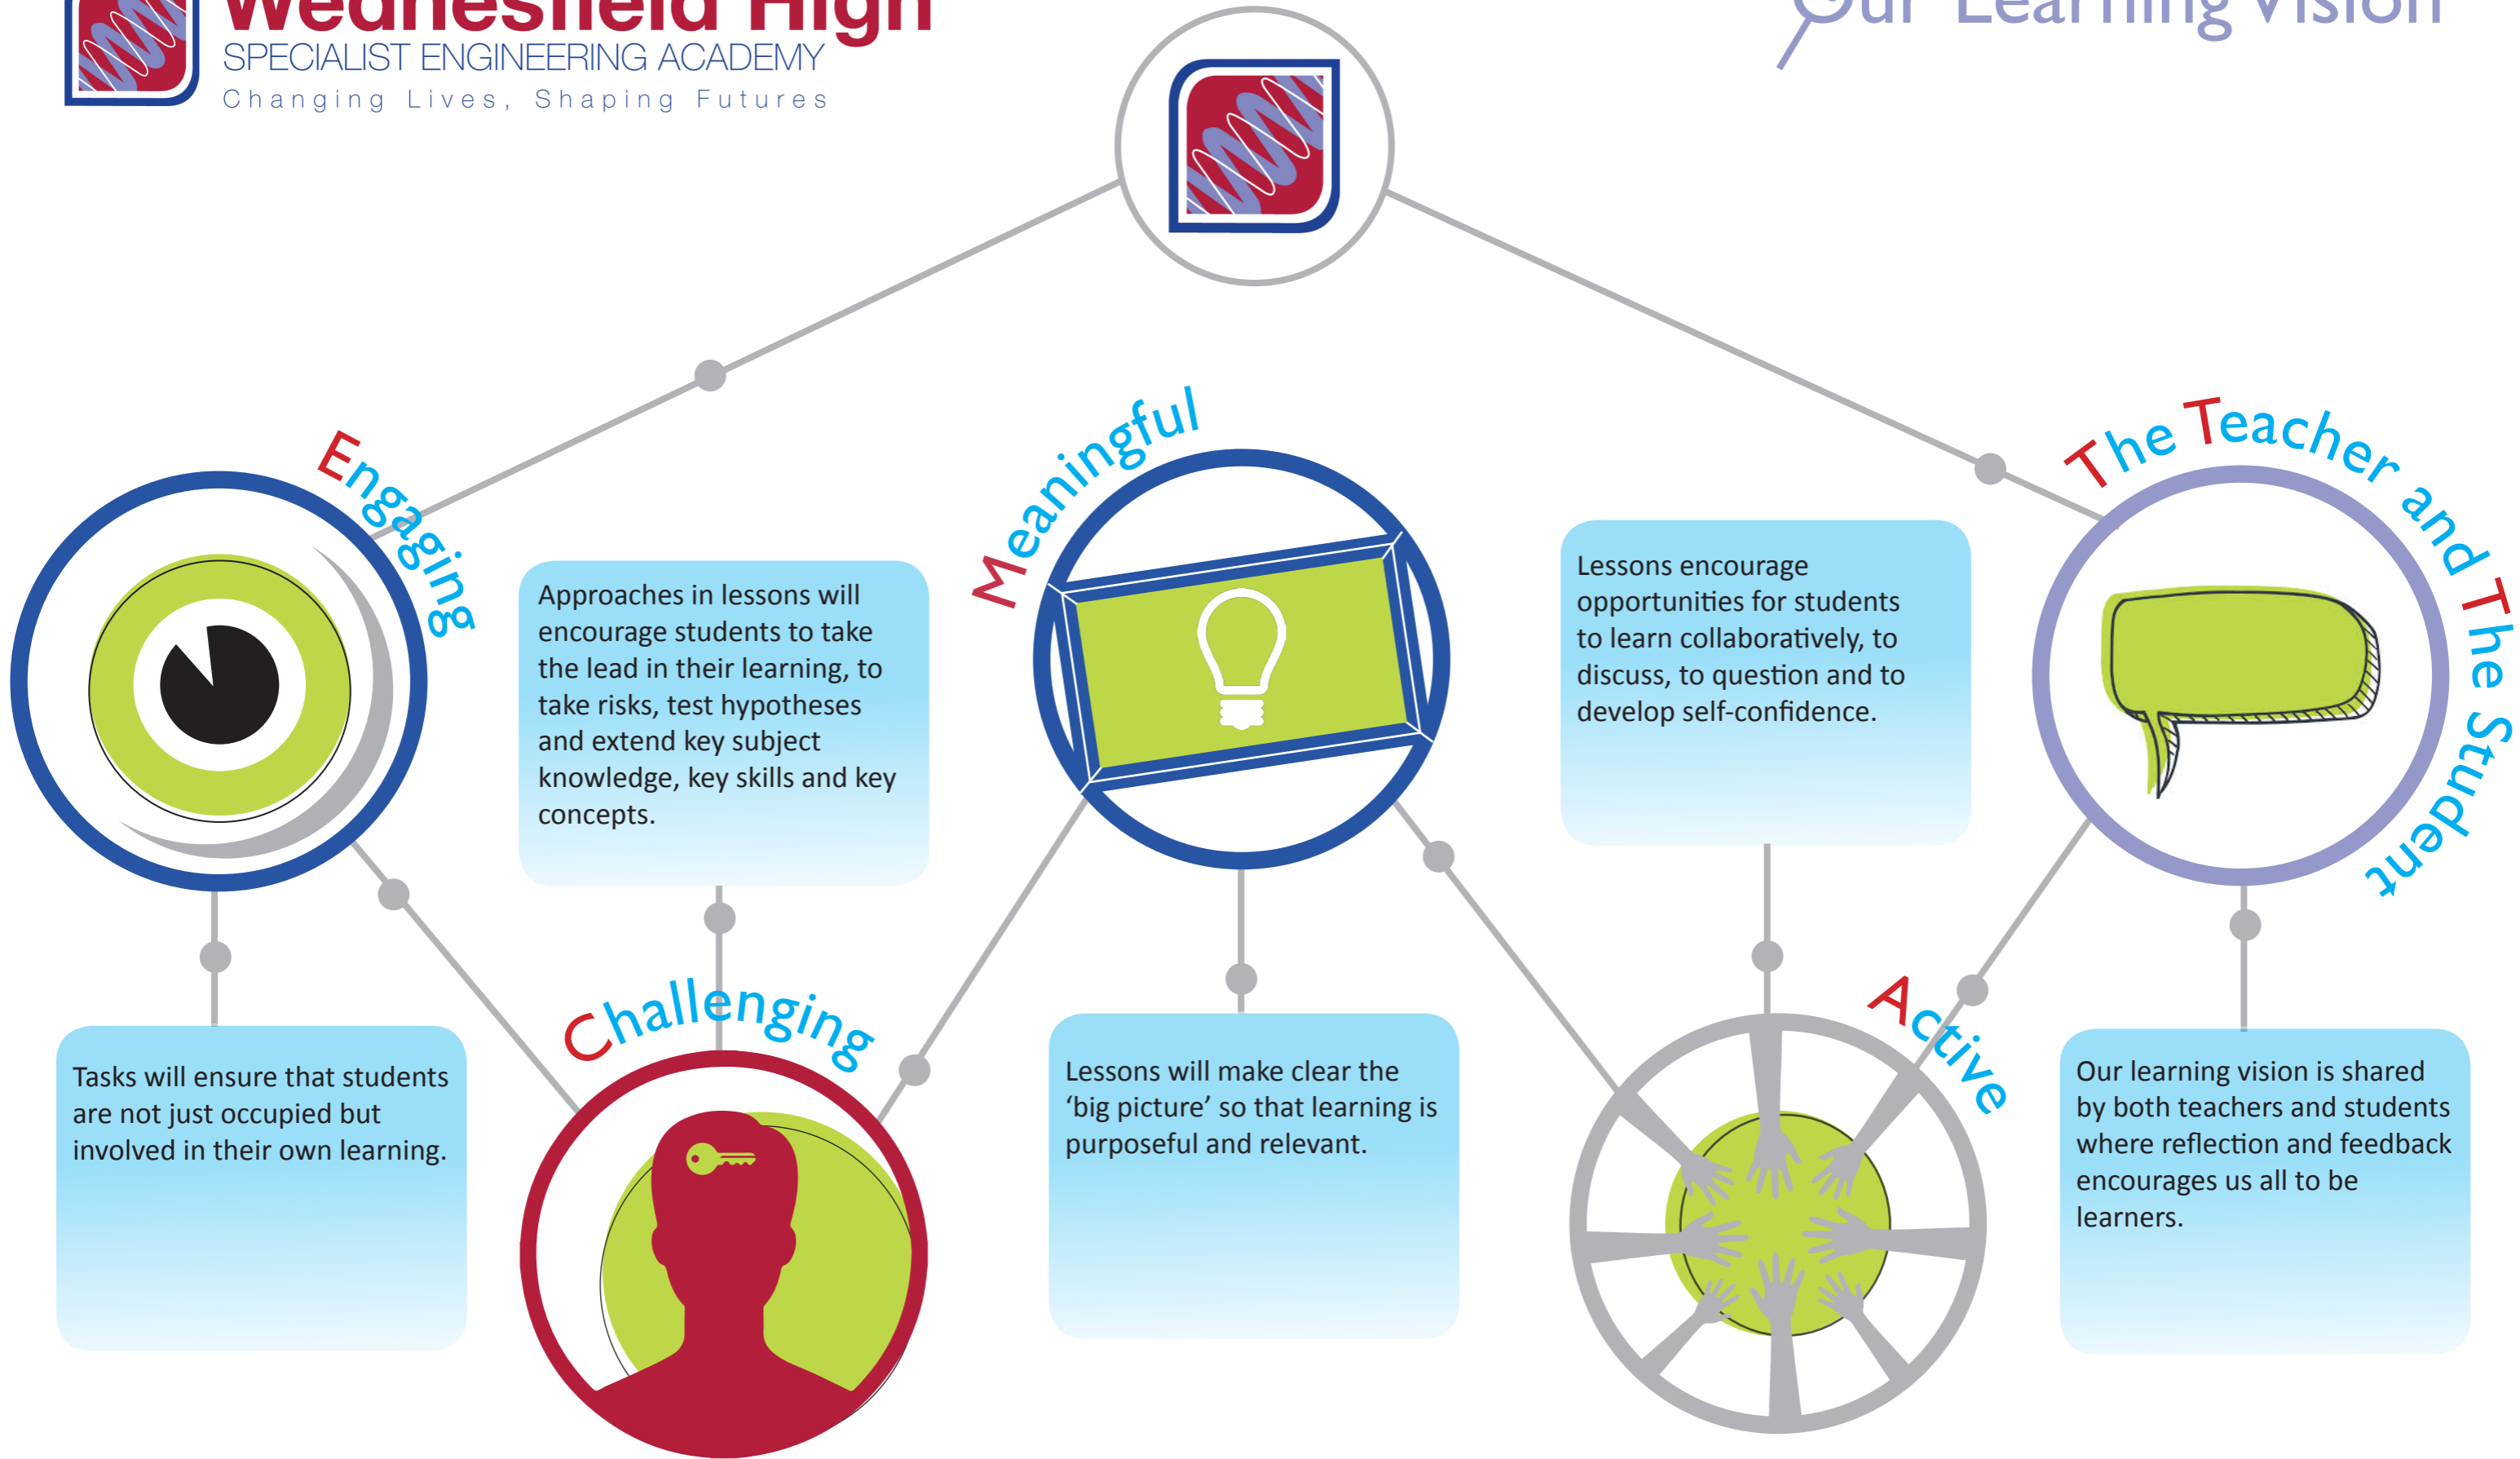 Wednesfield High
SPECIALIST ENGINEERING ACADEMY
Changing Lives, Shaping Futures
Our Learning Vision
Engaging
Tasks will ensure that students
are not just occupied but
involved in their own learning.
Approaches in lessons will
encourage students to take
the lead in their learning, to
take risks, test hypotheses
and extend key subject
knowledge, key skills and key
concepts.
Challenging
Meaningful
Lessons will make clear the
‘big picture’ so that learning is
purposeful and relevant.
Lessons encourage
opportunities for students
to learn collaboratively, to
discuss, to question and to
develop self-confidence.
Active
The Teacher and The Student
Our learning vision is shared
by both teachers and students
where reflection and feedback
encourages us all to be
learners.